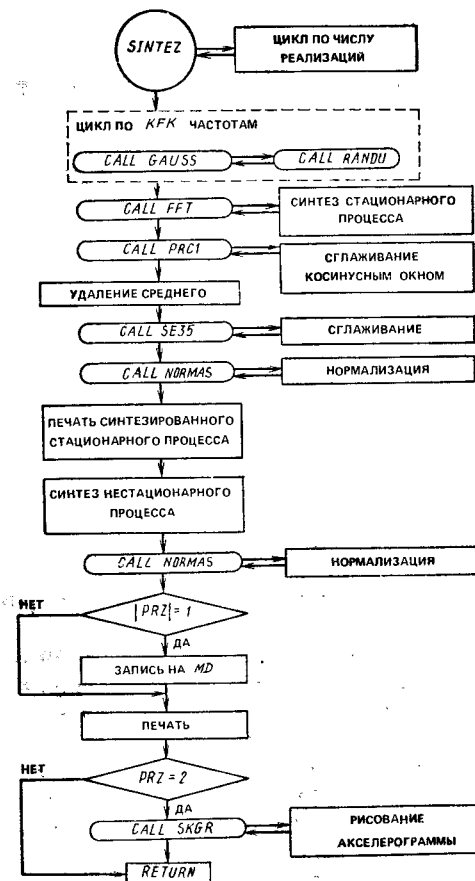 SINTEZ
ЦИКЛ ПО ЧИСЛУ
РЕАЛИЗАЦИЙ
ЦИКЛ ПО KFK ЧАСТОТАМ
CALL GAUSS
CALL RANDU
CALL FFT
СИНТЕЗ СТАЦИОНАРНОГО
ПРОЦЕССА
CALL PRC1
СГЛАЖИВАНИЕ
КОСИНУСНЫМ ОКНОМ
УДАЛЕНИЕ СРЕДНЕГО
CALL SE35
СГЛАЖИВАНИЕ
CALL NORMAS
НОРМАЛИЗАЦИЯ
ПЕЧАТЬ СИНТЕЗИРОВАННОГО
СТАЦИОНАРНОГО ПРОЦЕССА
СИНТЕЗ НЕСТАЦИОНАРНОГО
ПРОЦЕССА
CALL NORMAS
НОРМАЛИЗАЦИЯ
НЕТ
|PRZ| = 1
ДА
ЗАПИСЬ НА MD
ПЕЧАТЬ
НЕТ
PRZ = 2
ДА
CALL SKGR
РИСОВАНИЕ
АКСЕЛЕРОГРАММЫ
RETURN